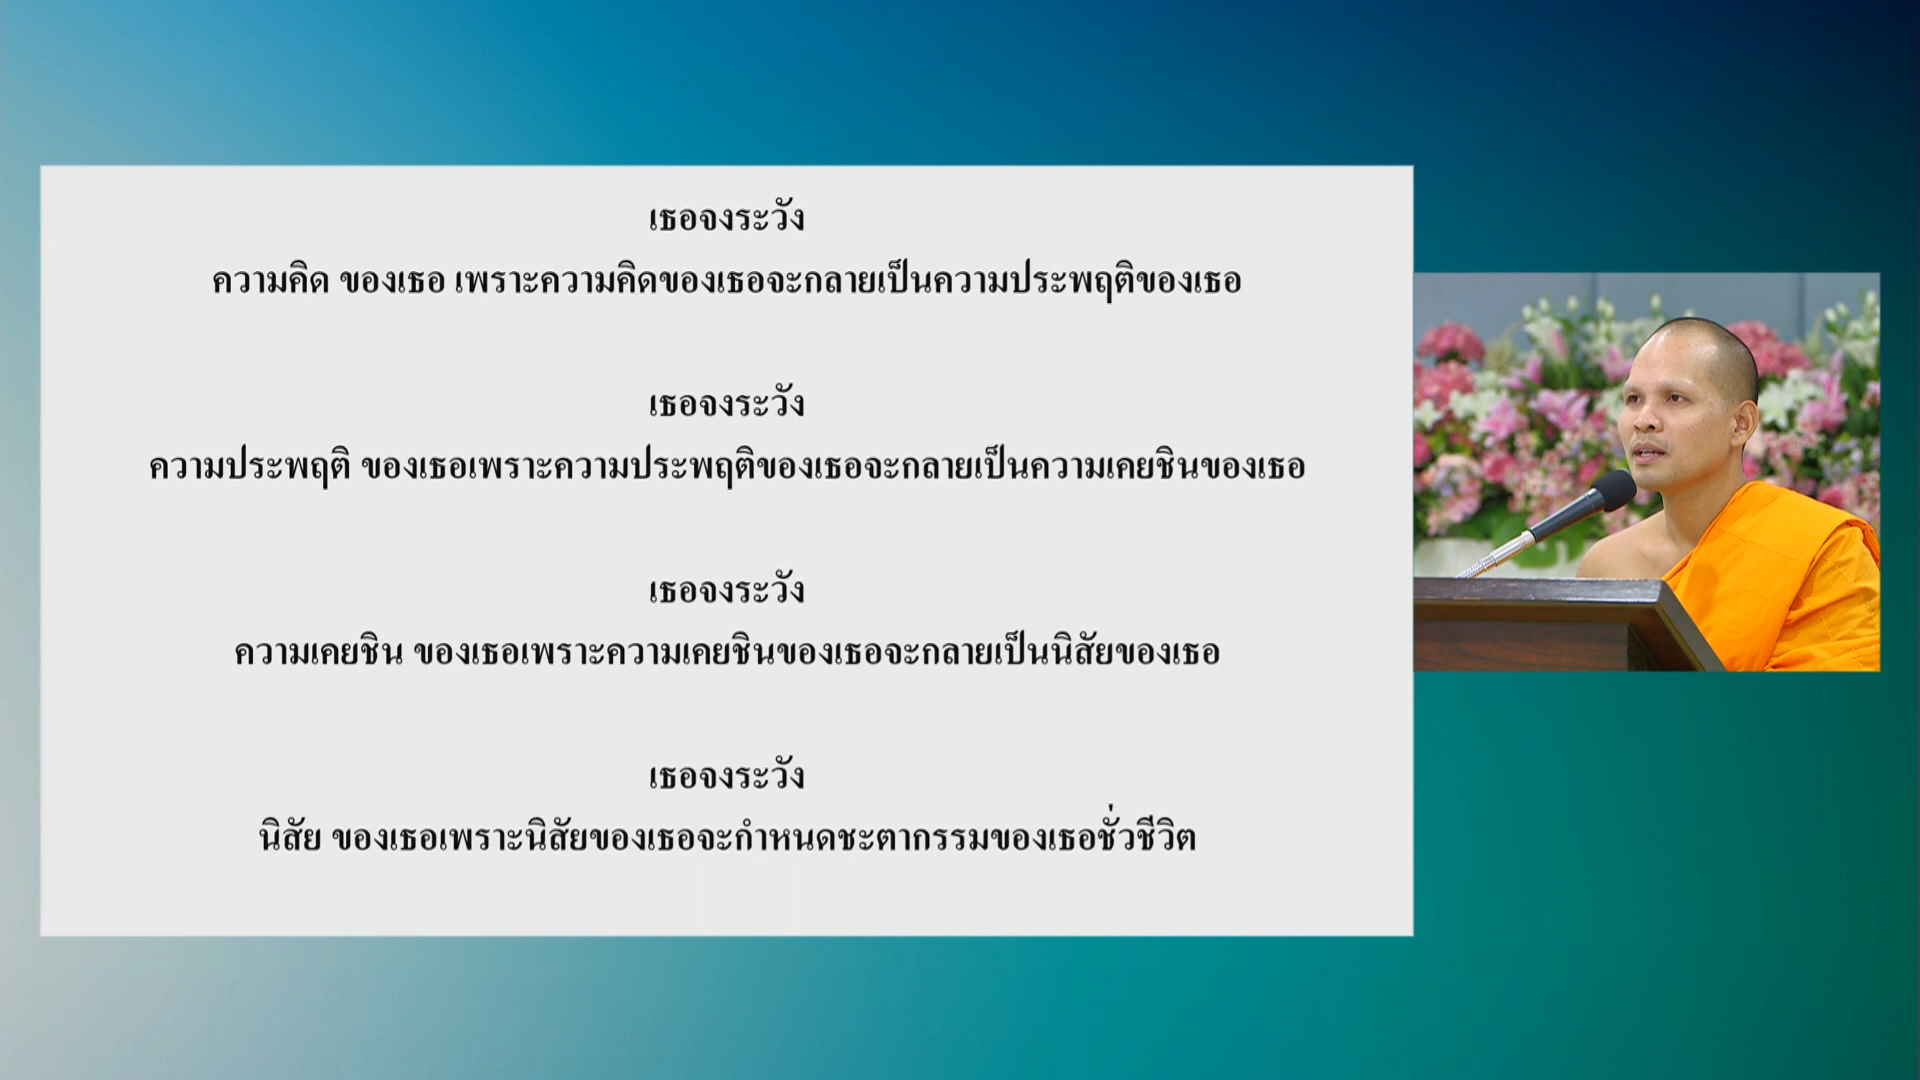 เธอจงระวัง
ความคิด ของเธอ เพราะความคิดของเธอจะกลายเป็นความประพฤติของเธอ
เธอจงระวัง
ความประพฤติ ของเธอเพราะความประพฤติของเธอจะกลายเป็นความเคยชินของเธอ
เธอจงระวัง
ความเคยชิน ของเธอเพราะความเคยชินของเธอจะกลายเป็นนิสัยของเธอ
เธอจงระวัง
นิสัย ของเธอเพราะนิสัยของเธอจะกำหนดชะตากรรมของเธอชั่วชีวิต